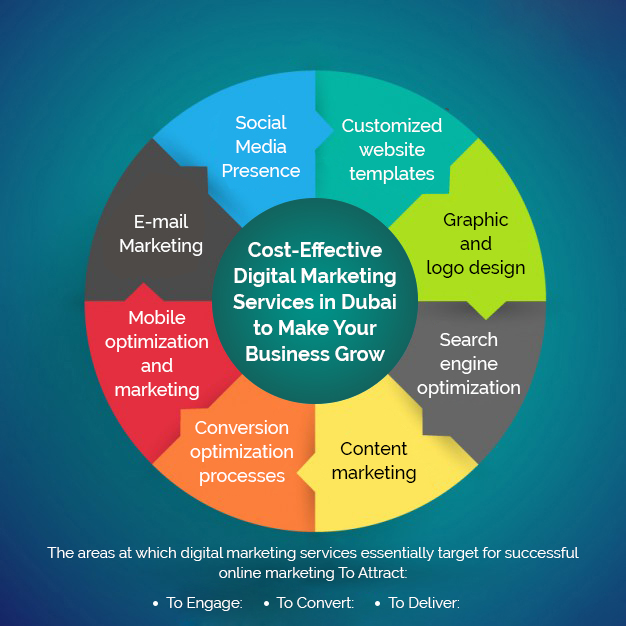 Social
Media
Presence
Customized
website
templates
Graphic
and
logo design
Search
engine
optimization
Content
marketing
Conversion
optimization
processes
Mobile
optimization
and
marketing
E-mail
Marketing
Cost-Effective
Digital Marketing
Services in Dubai
to Make Your
Business Grow
The areas at which digital marketing services essentially target for successful
online marketing To Attract:
• To Engage: • To Convert: • To Deliver: